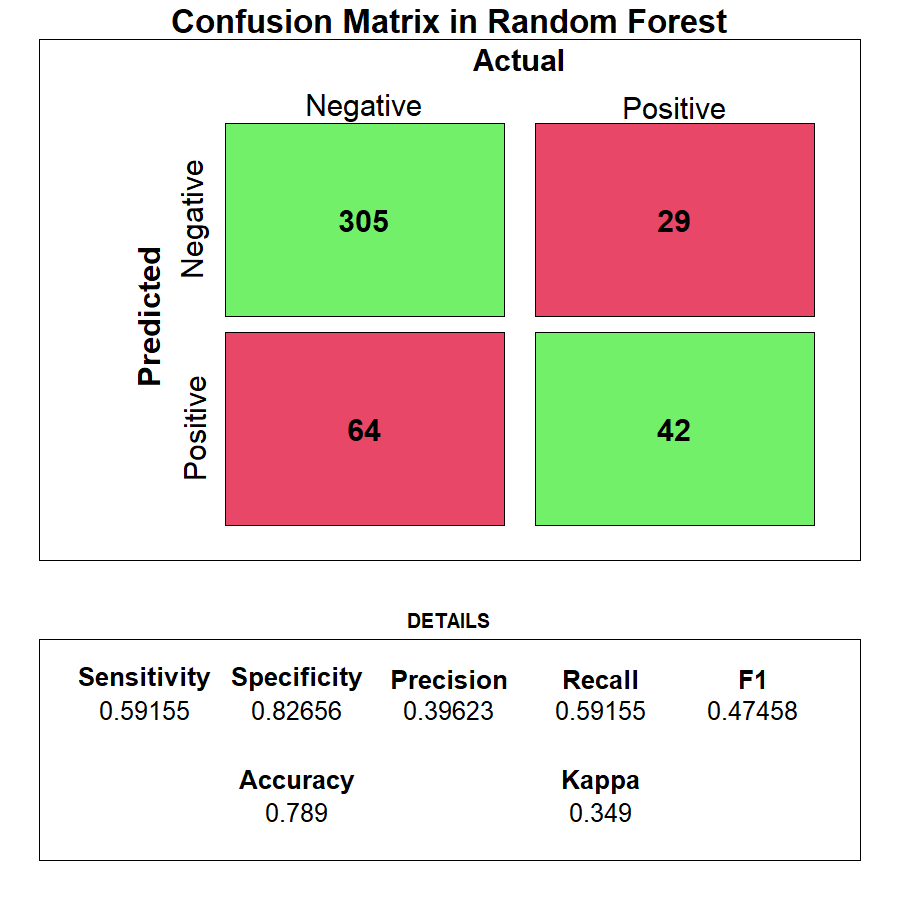 Confusion Matrix in Random Forest
Actual
Negative Positive
Predicted
Negative
305 29
Positive
64 42
DETAILS
Sensitivity Specificity Precision Recall F1
0.59155 0.82656 0.39623 0.59155 0.47458
Accuracy Kappa
0.789 0.349